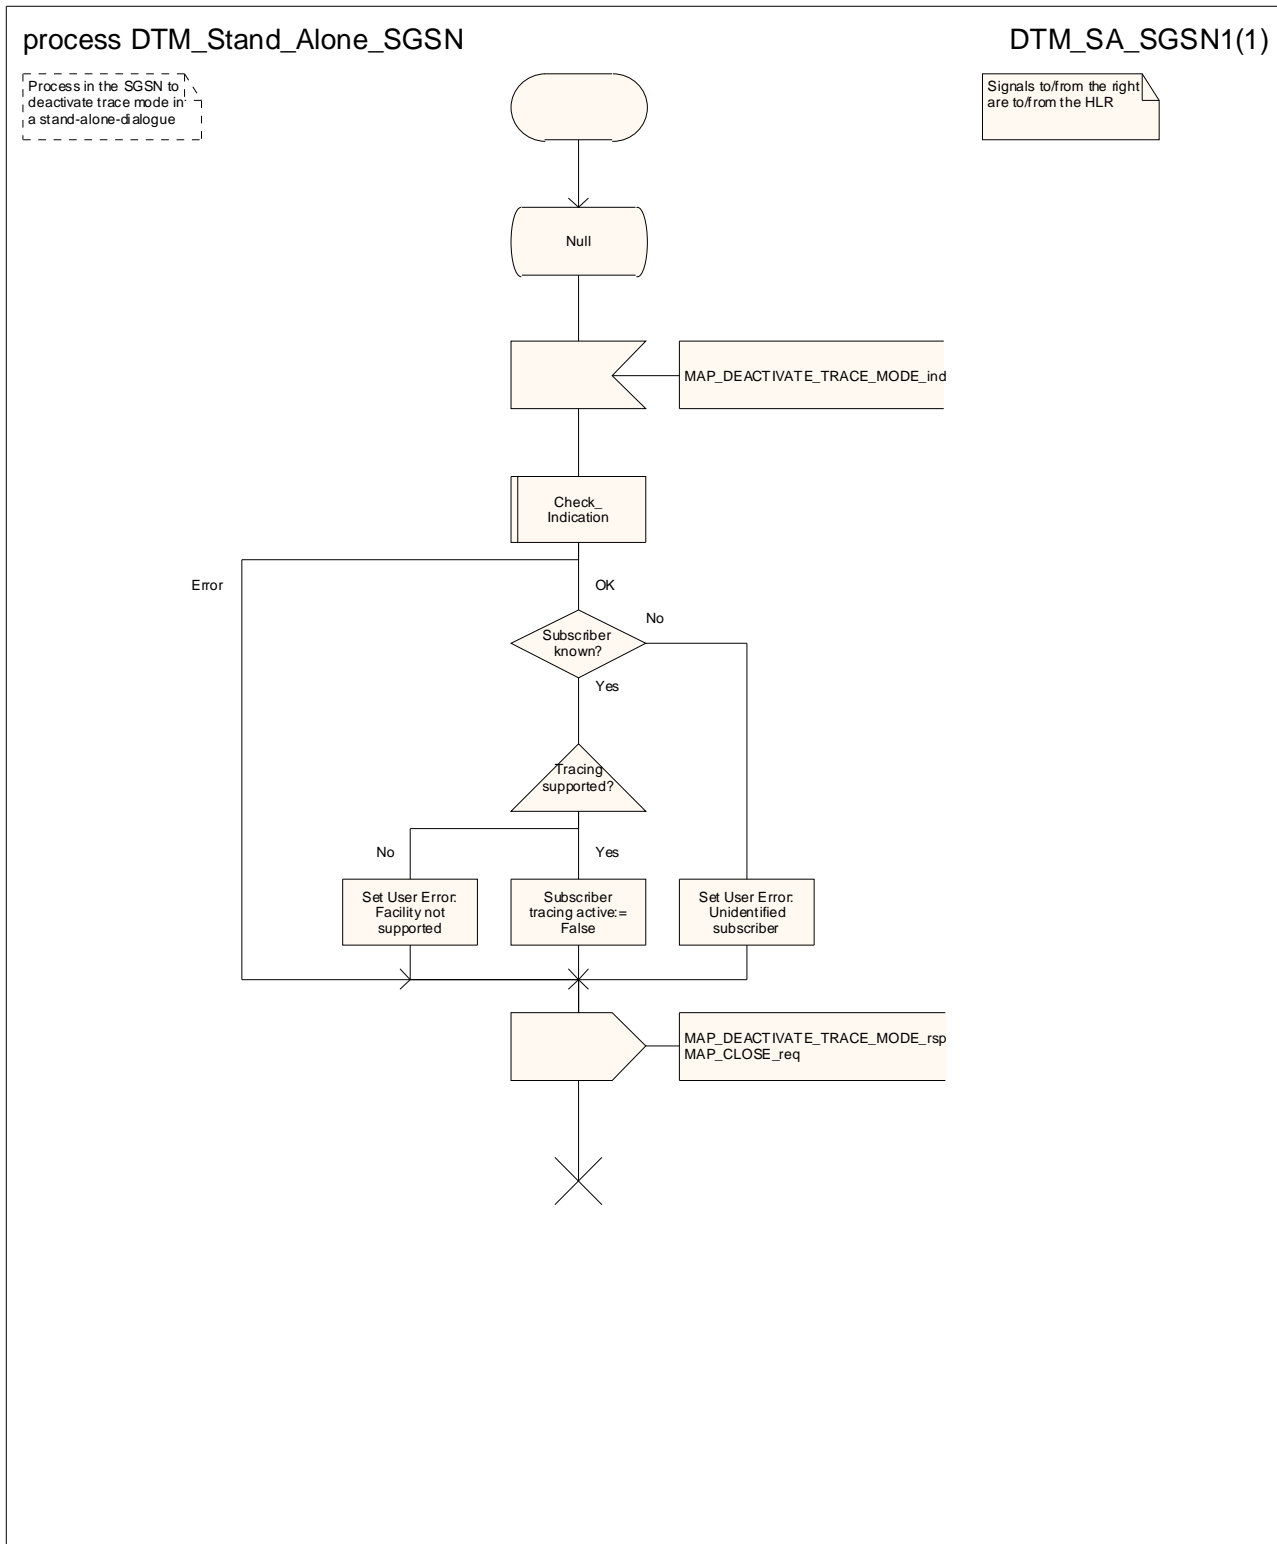 process DTM_Stand_Alone_SGSN
DTM_SA_SGSN1(1)
Process in the SGSN to
deactivate trace mode in
a stand-alone-dialogue
Signals to/from the right
are to/from the HLR
Null
MAP_DEACTIVATE_TRACE_MODE_ind
Check_
Indication
Error
OK
No
Subscriber
known?
Yes
Tracing
supported?
No
Yes
Set User Error:
Facility not
supported
Subscriber
tracing active:=
False
Set User Error:
Unidentified
subscriber
MAP_DEACTIVATE_TRACE_MODE_rsp
MAP_CLOSE_req